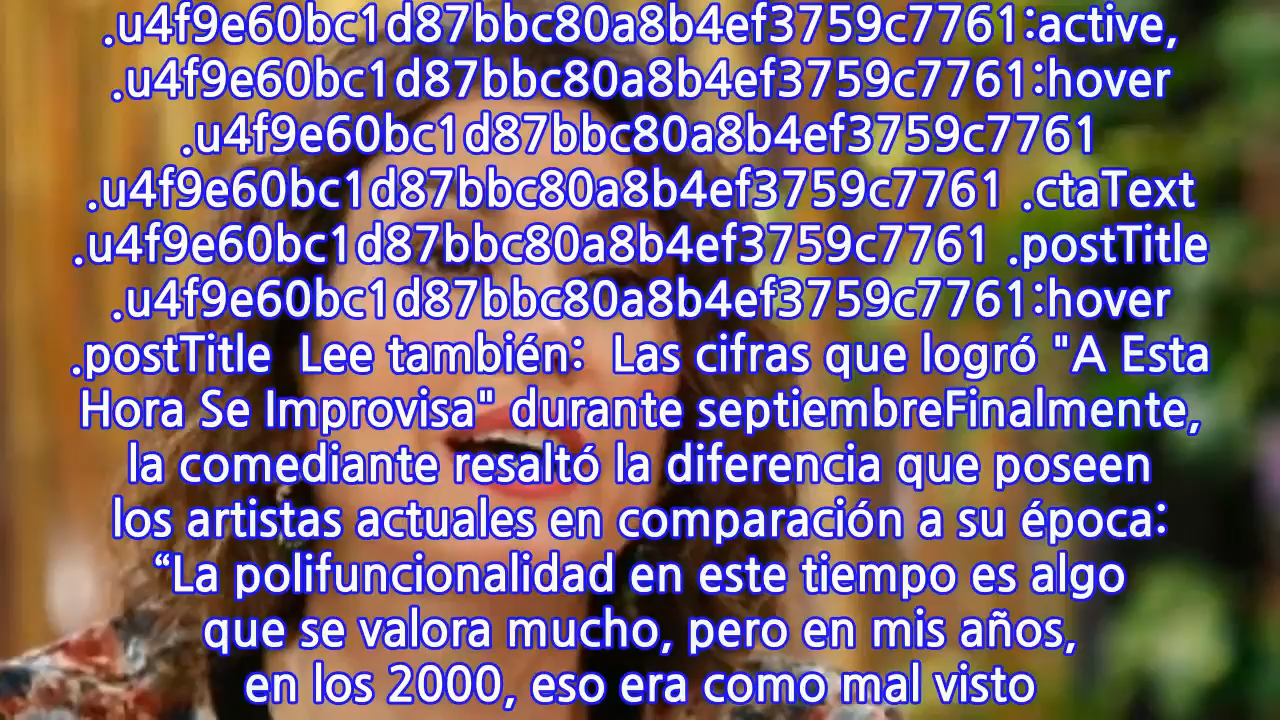 .u4f9e60bc1d87bbc80a8b4ef3759c7761:active,
.u4f9e60bc1d87bbc80a8b4ef3759c7761:hover
.u4f9e60bc1d87bbc80a8b4ef3759c7761
.u4f9e60bc1d87bbc80a8b4ef3759c7761 .ctaText
.u4f9e60bc1d87bbc80a8b4ef3759c7761 .postTitle
.u4f9e60bc1d87bbc80a8b4ef3759c7761:hover
.postTitle  Lee también:  Las cifras que logró "A Esta
Hora Se Improvisa" durante septiembreFinalmente,
la comediante resaltó la diferencia que poseen
los artistas actuales en comparación a su época:
“La polifuncionalidad en este tiempo es algo
que se valora mucho, pero en mis años,
en los 2000, eso era como mal visto